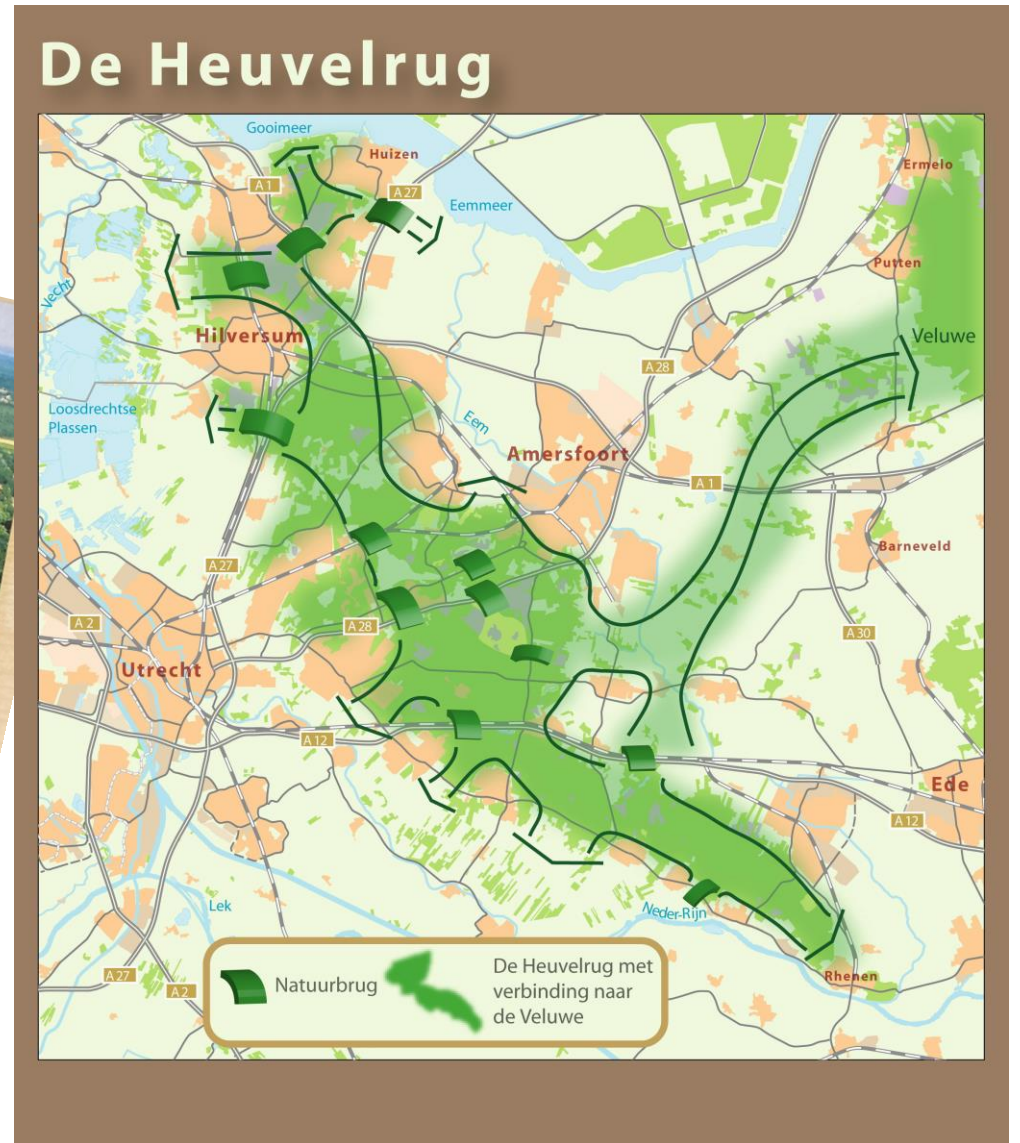 De Heuvelrug
Gooimeer
Huizen
A 1
A 27
Ermelo
Eemmeer
Putten
Vecht
Hilversum
Veluwe
A 28
Loosdrechtse
Plassen
Eem
Amersfoort
A 1
Barneveld
A 27
A 2
A 28
A 30
Utrecht
A 12
Ede
A 12
Lek
Neder-Rijn
A 27
A 2
Rhenen
Natuurbrug
De Heuvelrug met
verbinding naar
de Veluwe